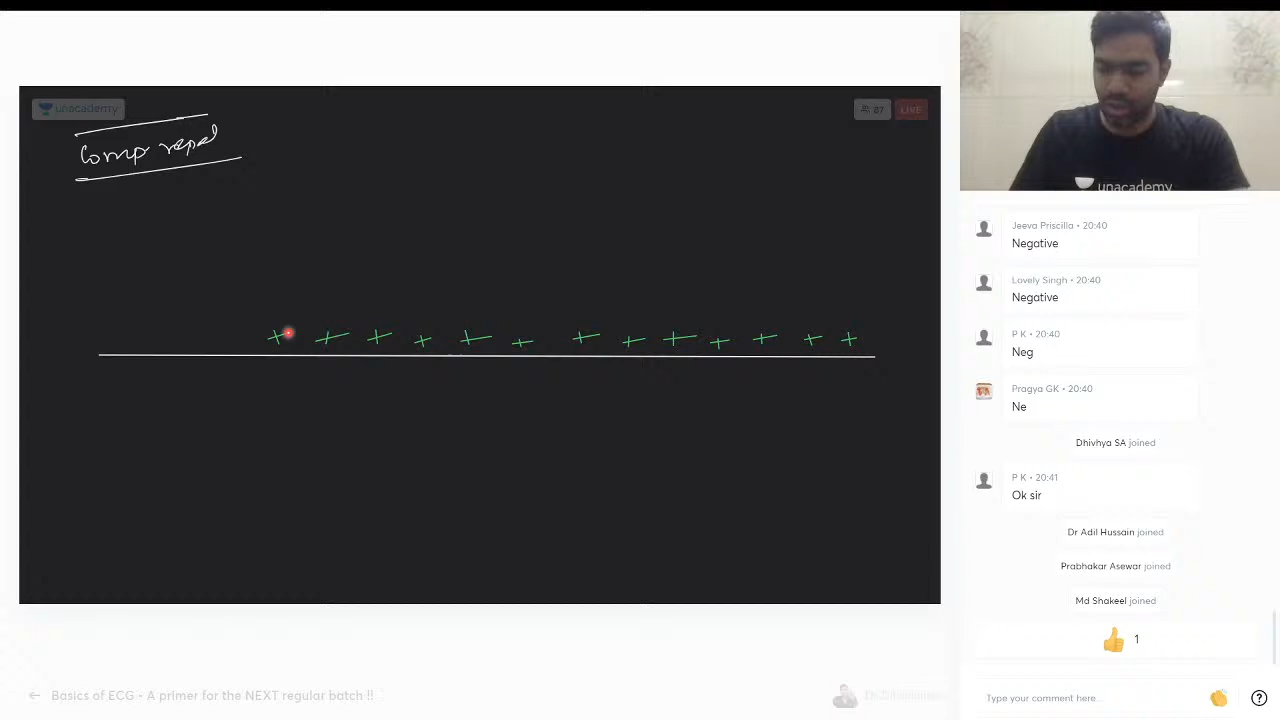 unacademy
87
LIVE
Comp repol
+ + + + + + + + + + + + +
unacademy
Jeeva Priscilla • 20:40
Negative
Lovely Singh • 20:40
Negative
P K • 20:40
Neg
Pragya GK • 20:40
Ne
Dhivhya SA joined
P K • 20:41
Ok sir
Dr Adil Hussain joined
Prabhakar Asewar joined
Md Shakeel joined
1
← Basics of ECG - A primer for the NEXT regular batch !!
Type your comment here...